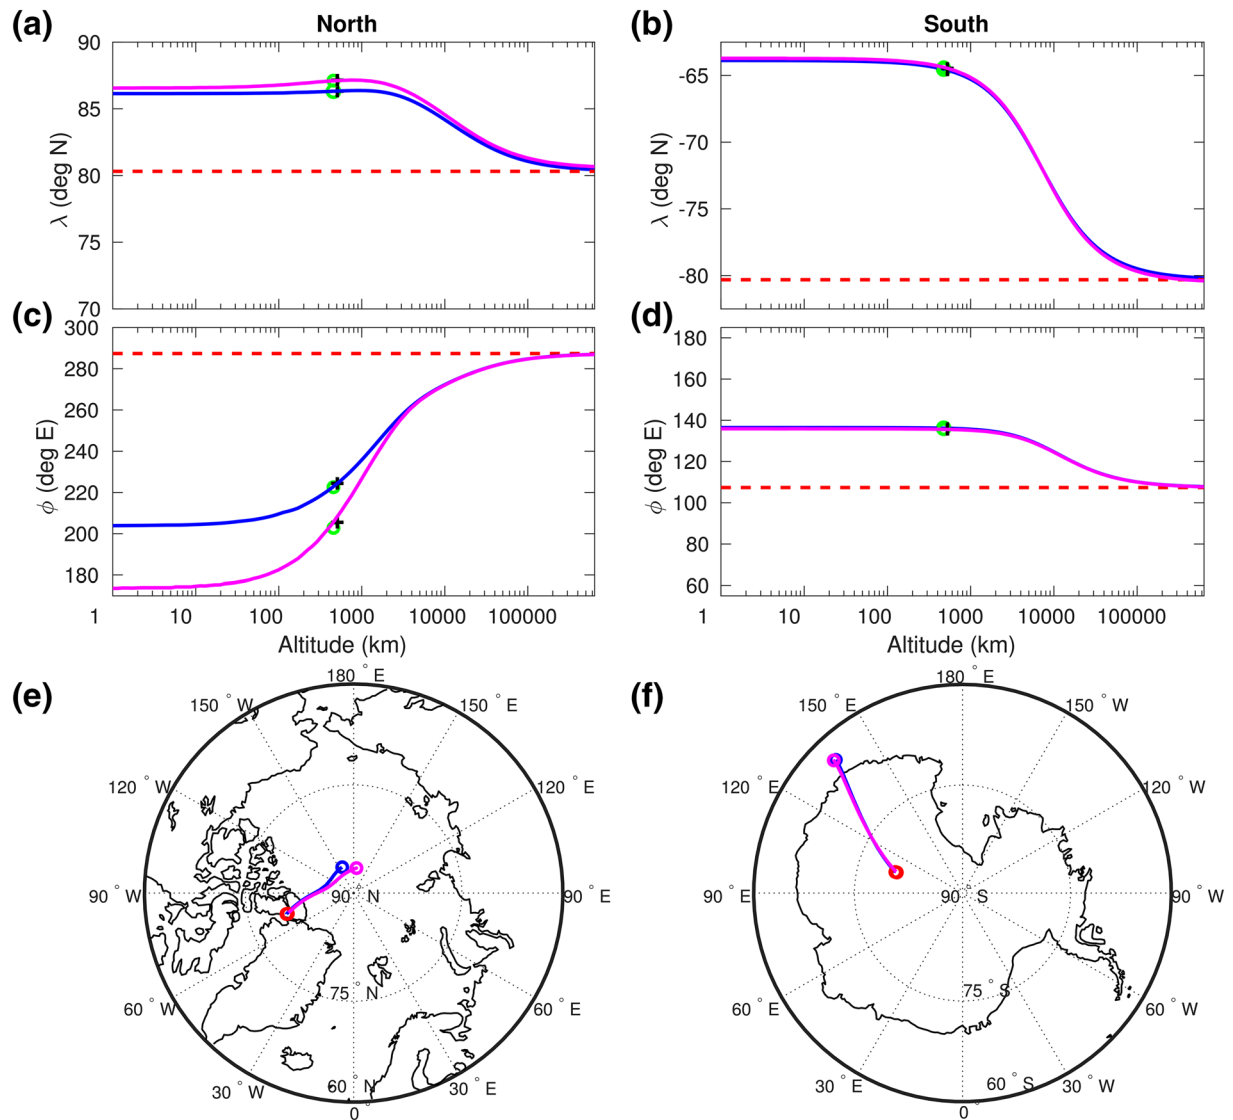 (a) North
(b) South
90
85
80
75
70
λ (deg N)
-65
-70
-75
-80
λ (deg N)
(c)
300
280
260
240
220
200
180
ϕ (deg E)
1 10 100 1000 10000 100000
Altitude (km)
(d)
180
160
140
120
100
80
60
ϕ (deg E)
1 10 100 1000 10000 100000
Altitude (km)
(e)
180 ° E
150 ° W
150 ° E
120 ° W
120 ° E
90 ° W
90 ° N
90 ° E
75 ° N
60 ° W
60 ° E
30 ° W
60 ° N
30 ° E
0°
(f)
180 ° E
150 ° E
150 ° W
120 ° E
120 ° W
90 ° E
90 ° S
90 ° W
75 ° S
60 ° E
60 ° W
30 ° E
60 ° S
30 ° W
0°